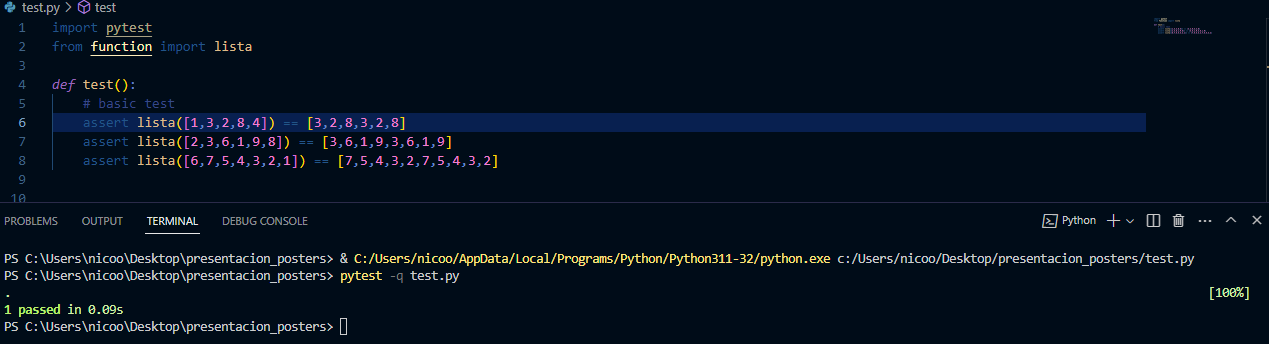 test.py > test
1 import pytest
2 from function import lista
3
4 def test():
5 # basic test
6 assert lista([1,3,2,8,4]) == [3,2,8,3,2,8]
7 assert lista([2,3,6,1,9,8]) == [3,6,1,9,3,6,1,9]
8 assert lista([6,7,5,4,3,2,1]) == [7,5,4,3,2,7,5,4,3,2]
9
10
PROBLEMS OUTPUT TERMINAL DEBUG CONSOLE Python
PS C:\Users\nicoo\Desktop\presentacion_posters> & C:/Users/nicoo/AppData/Local/Programs/Python/Python311-32/python.exe c:/Users/nicoo/Desktop/presentacion_posters/test.py
PS C:\Users\nicoo\Desktop\presentacion_posters> pytest -q test.py
. [100%]
1 passed in 0.09s
PS C:\Users\nicoo\Desktop\presentacion_posters>